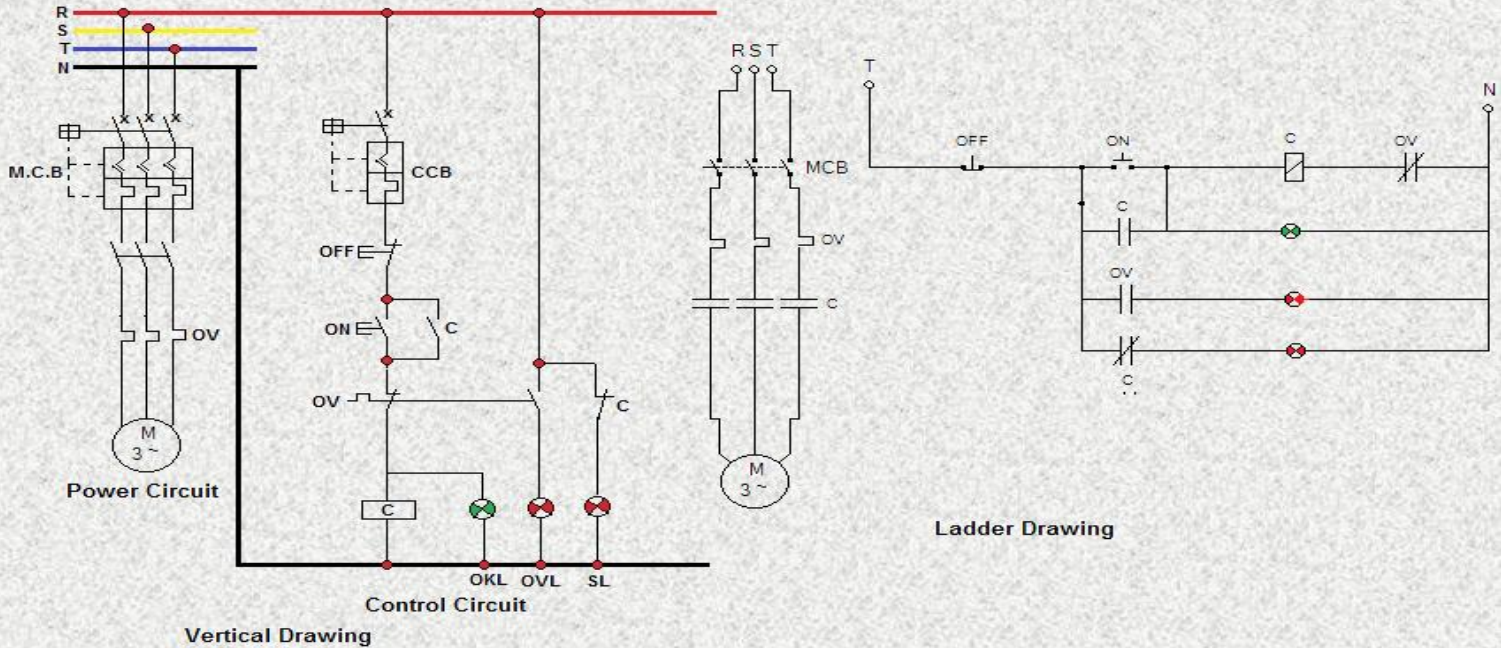 R
S
T
N
M.C.B
OV
M
3 ~
Power Circuit
CCB
OFF
ON
C
OV
C
C
OKL
OVL
SL
Control Circuit
Vertical Drawing
R S T
MCB
OV
C
M
3 ~
T
N
OFF
ON
C
OV
C
OV
C
Ladder Drawing